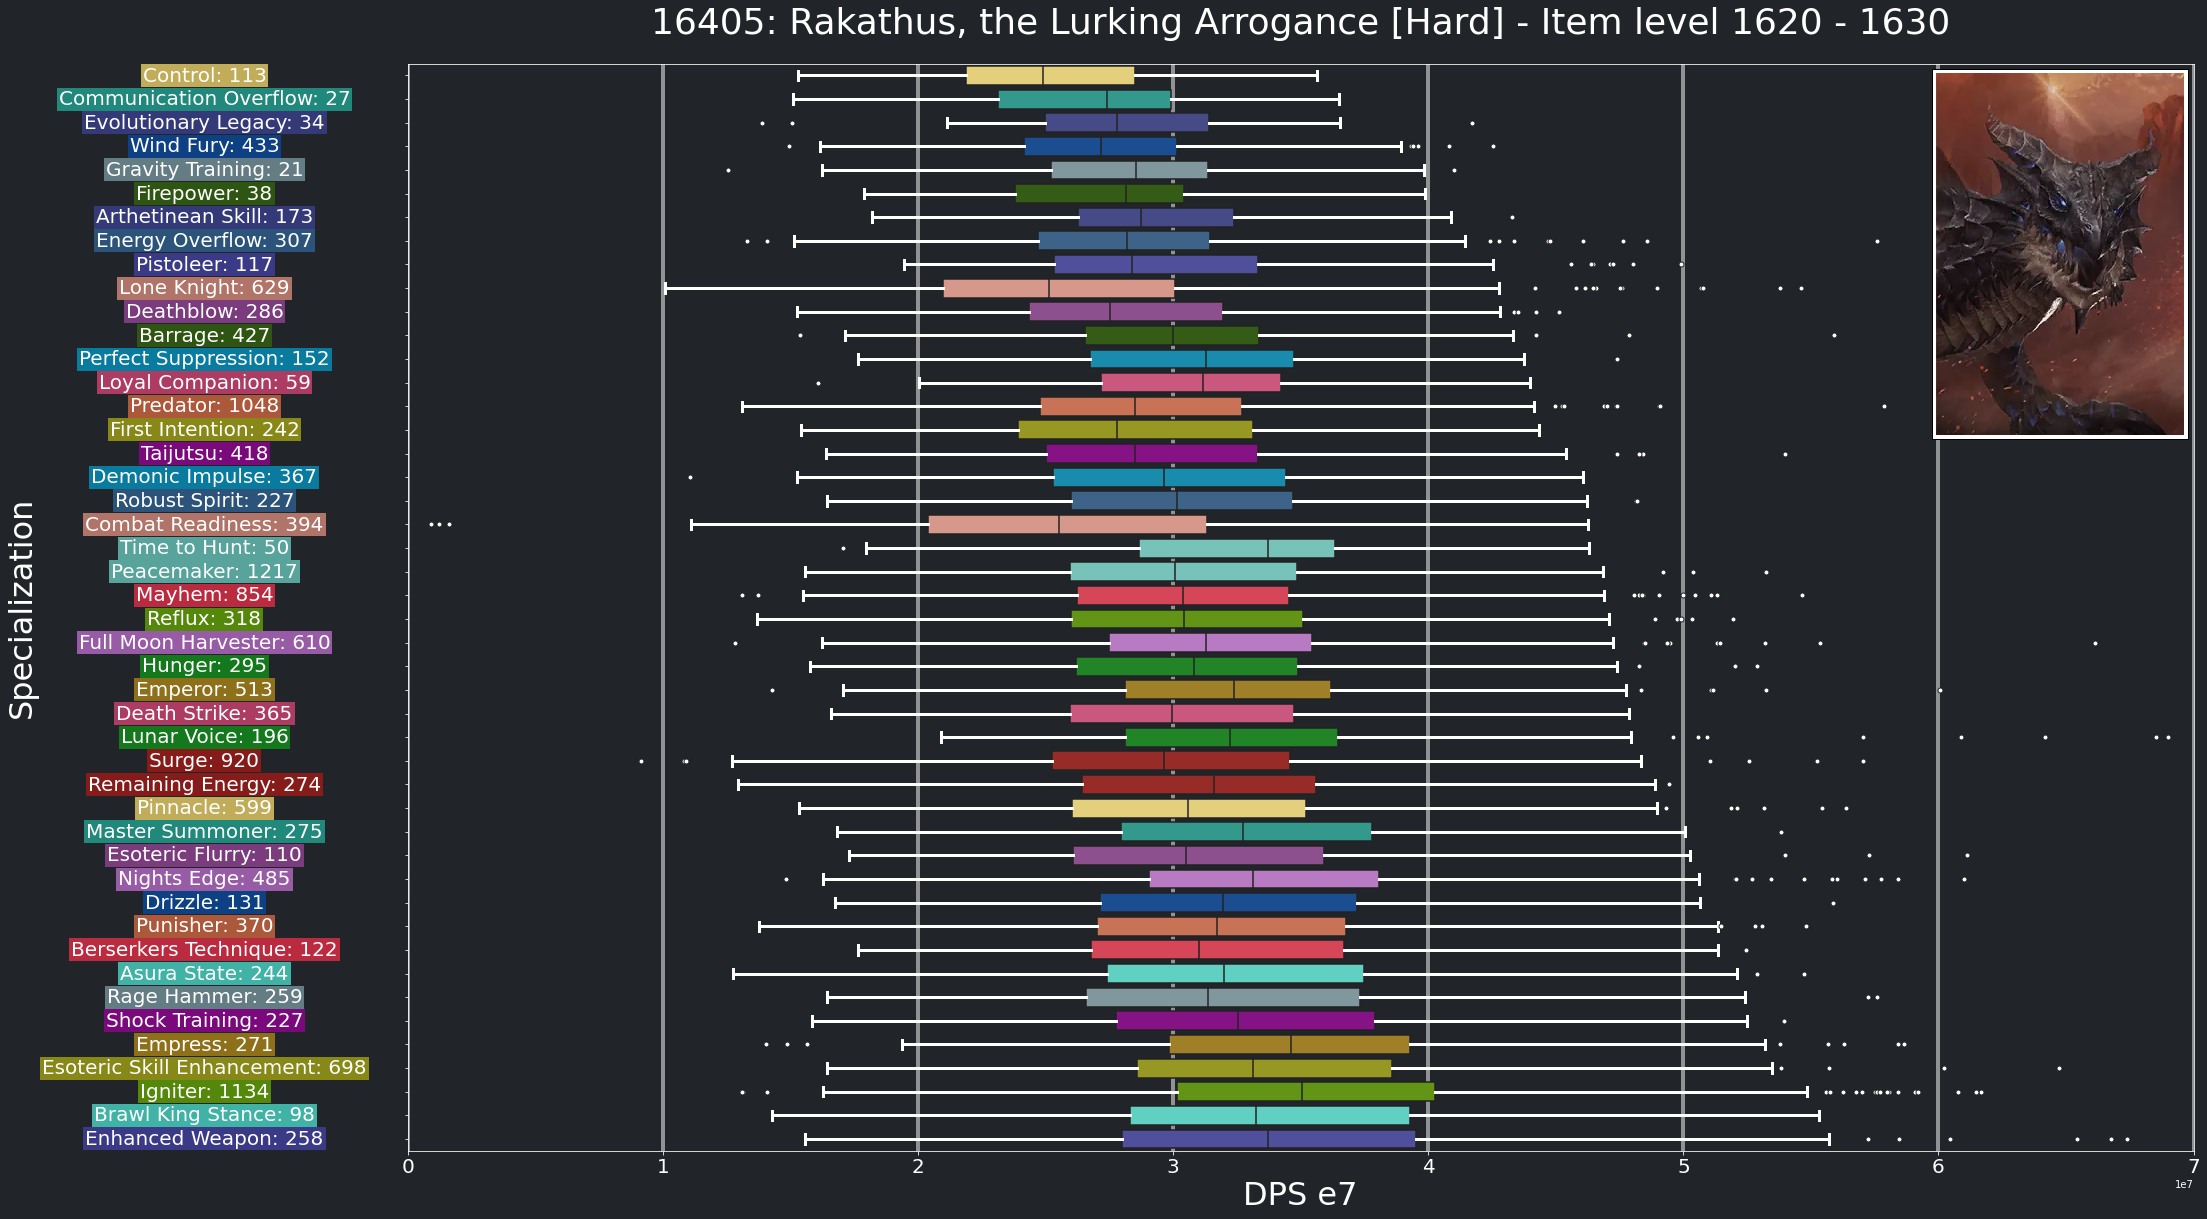 16405: Rakathus, the Lurking Arrogance [Hard] - Item level 1620 - 1630
Specialization
Control: 113
Communication Overflow: 27
Evolutionary Legacy: 34
Wind Fury: 433
Gravity Training: 21
Firepower: 38
Arthetinean Skill: 173
Energy Overflow: 307
Pistoleer: 117
Lone Knight: 629
Deathblow: 286
Barrage: 427
Perfect Suppression: 152
Loyal Companion: 59
Predator: 1048
First Intention: 242
Taijutsu: 418
Demonic Impulse: 367
Robust Spirit: 227
Combat Readiness: 394
Time to Hunt: 50
Peacemaker: 1217
Mayhem: 854
Reflux: 318
Full Moon Harvester: 610
Hunger: 295
Emperor: 513
Death Strike: 365
Lunar Voice: 196
Surge: 920
Remaining Energy: 274
Pinnacle: 599
Master Summoner: 275
Esoteric Flurry: 110
Nights Edge: 485
Drizzle: 131
Punisher: 370
Berserkers Technique: 122
Asura State: 244
Rage Hammer: 259
Shock Training: 227
Empress: 271
Esoteric Skill Enhancement: 698
Igniter: 1134
Brawl King Stance: 98
Enhanced Weapon: 258
0 1 2 3 4 5 6 7
1e7
DPS e7